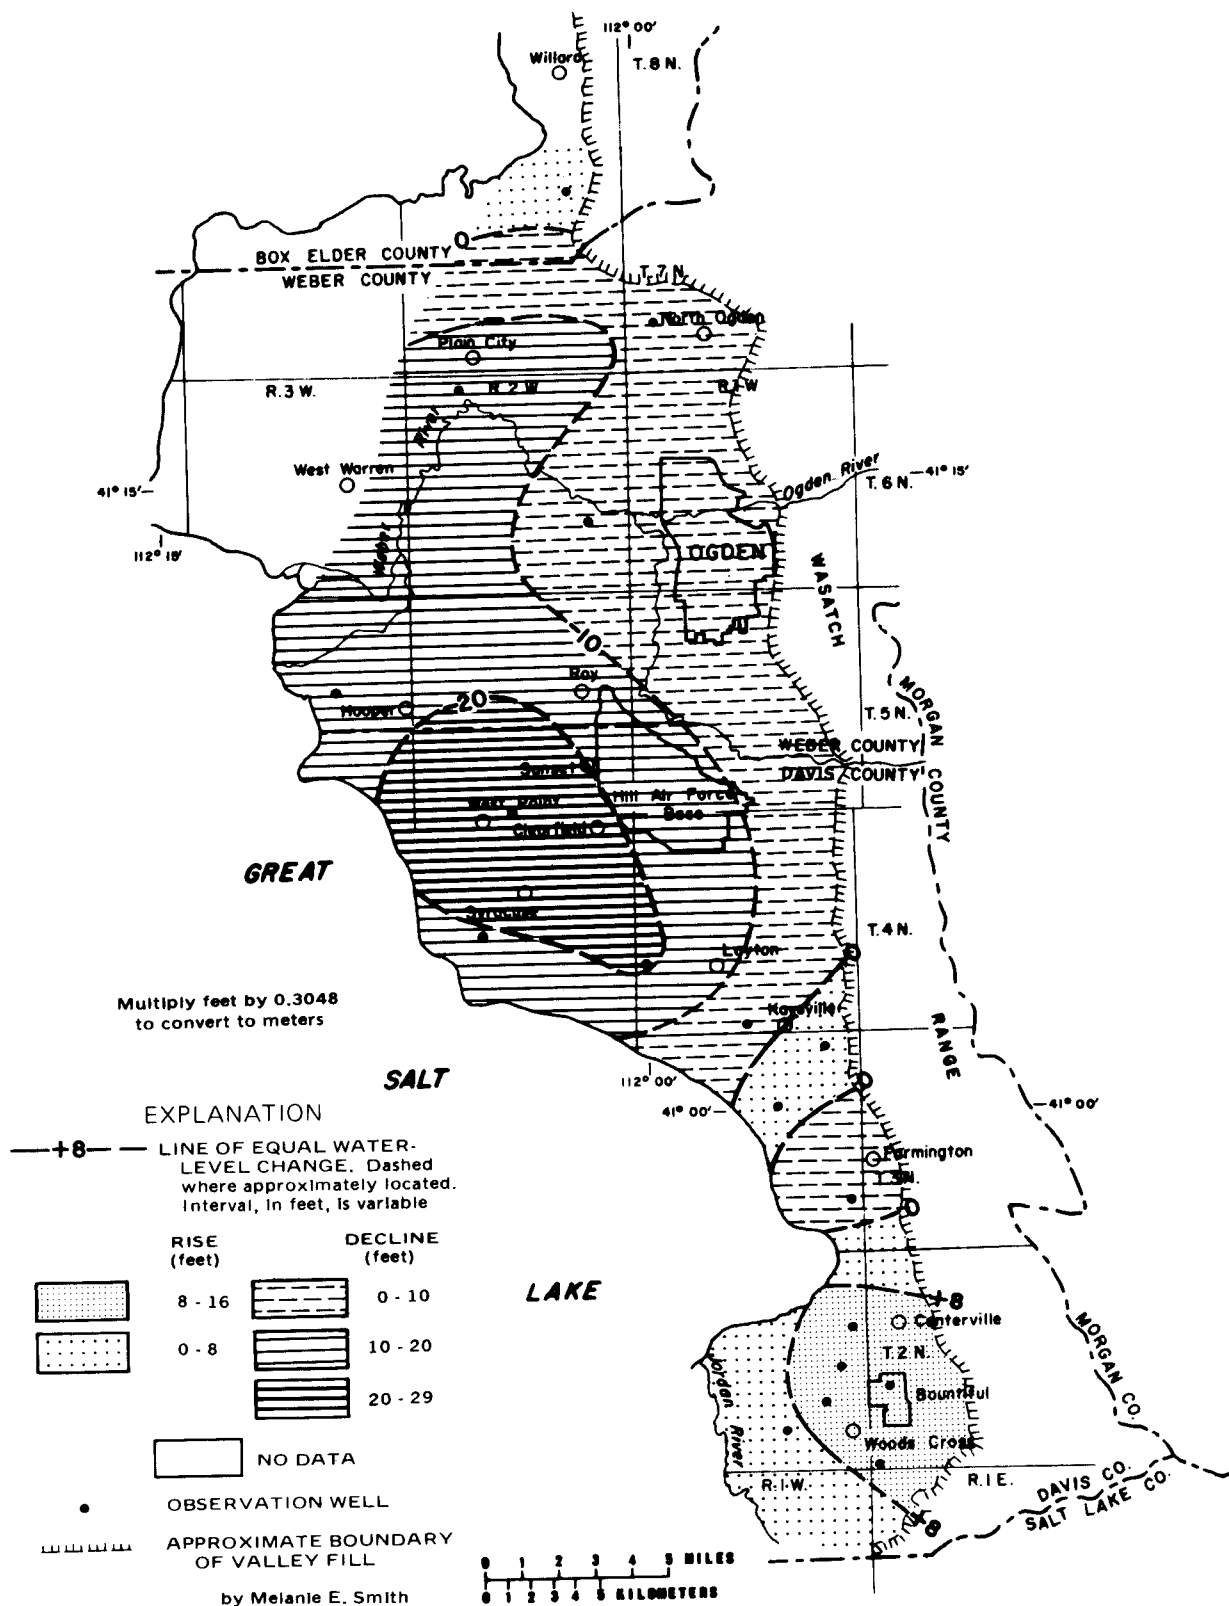 112° 00'
Willard
T. 8 N.
0
BOX ELDER COUNTY
WEBER COUNTY
T. 7 N.
North Ogden
Plain City
R. 3 W.
R. 2 W.
R. 1 W
River
West Warren
Ogden River
41° 15'
T. 6 N.
41° 15'
112° 15'
Weber
OGDEN
WASATCH
10
Roy
MORGAN COUNTY
20
Hooper
T. 5 N.
WEBER COUNTY
DAVIS COUNTY
Sunset
Hill Air Force
Base
West Point
Clearfield
GREAT
Syracuse
T. 4 N.
Layton
0
Multiply feet by 0.3048
to convert to meters
Kaysville
RANGE
SALT
112° 00'
0
41° 00'
41° 00'
EXPLANATION
+8
LINE OF EQUAL WATER-
LEVEL CHANGE. Dashed
where approximately located.
Interval, in feet, is variable
Farmington
T. 3 N.
0
RISE
(feet)
DECLINE
(feet)
8 - 16
0 - 10
LAKE
+8
Centerville
0 - 8
10 - 20
T. 2 N.
MORGAN CO.
20 - 29
Jordan River
Bountiful
Woods Cross
NO DATA
R. 1 W.
R. 1 E.
DAVIS CO.
SALT LAKE CO.
OBSERVATION WELL
+8
APPROXIMATE BOUNDARY
OF VALLEY FILL
0 1 2 3 4 5 MILES
0 1 2 3 4 5 KILOMETERS
by Melanie E. Smith